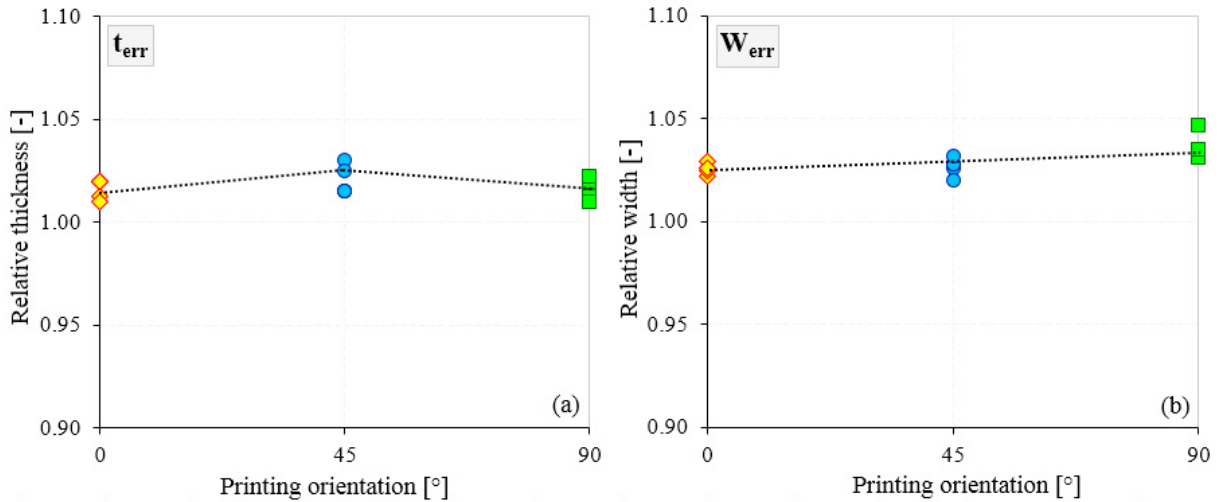 t_err
Relative thickness [-]
1.10
1.05
1.00
0.95
0.90
(a)
0
45
90
Printing orientation [°]
W_err
Relative width [-]
1.10
1.05
1.00
0.95
0.90
(b)
0
45
90
Printing orientation [°]